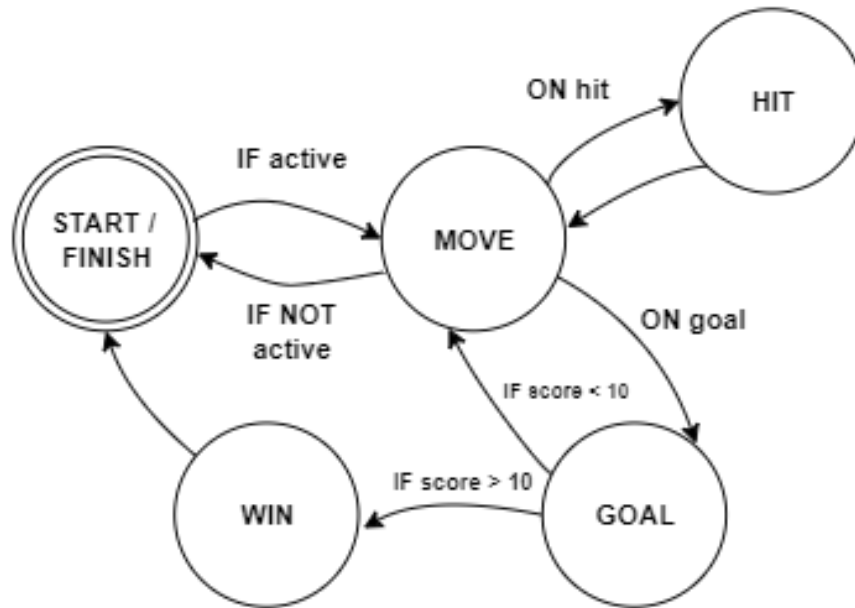 ON hit
HIT
IF active
START /
FINISH
MOVE
IF NOT
active
ON goal
IF score < 10
IF score > 10
WIN
GOAL